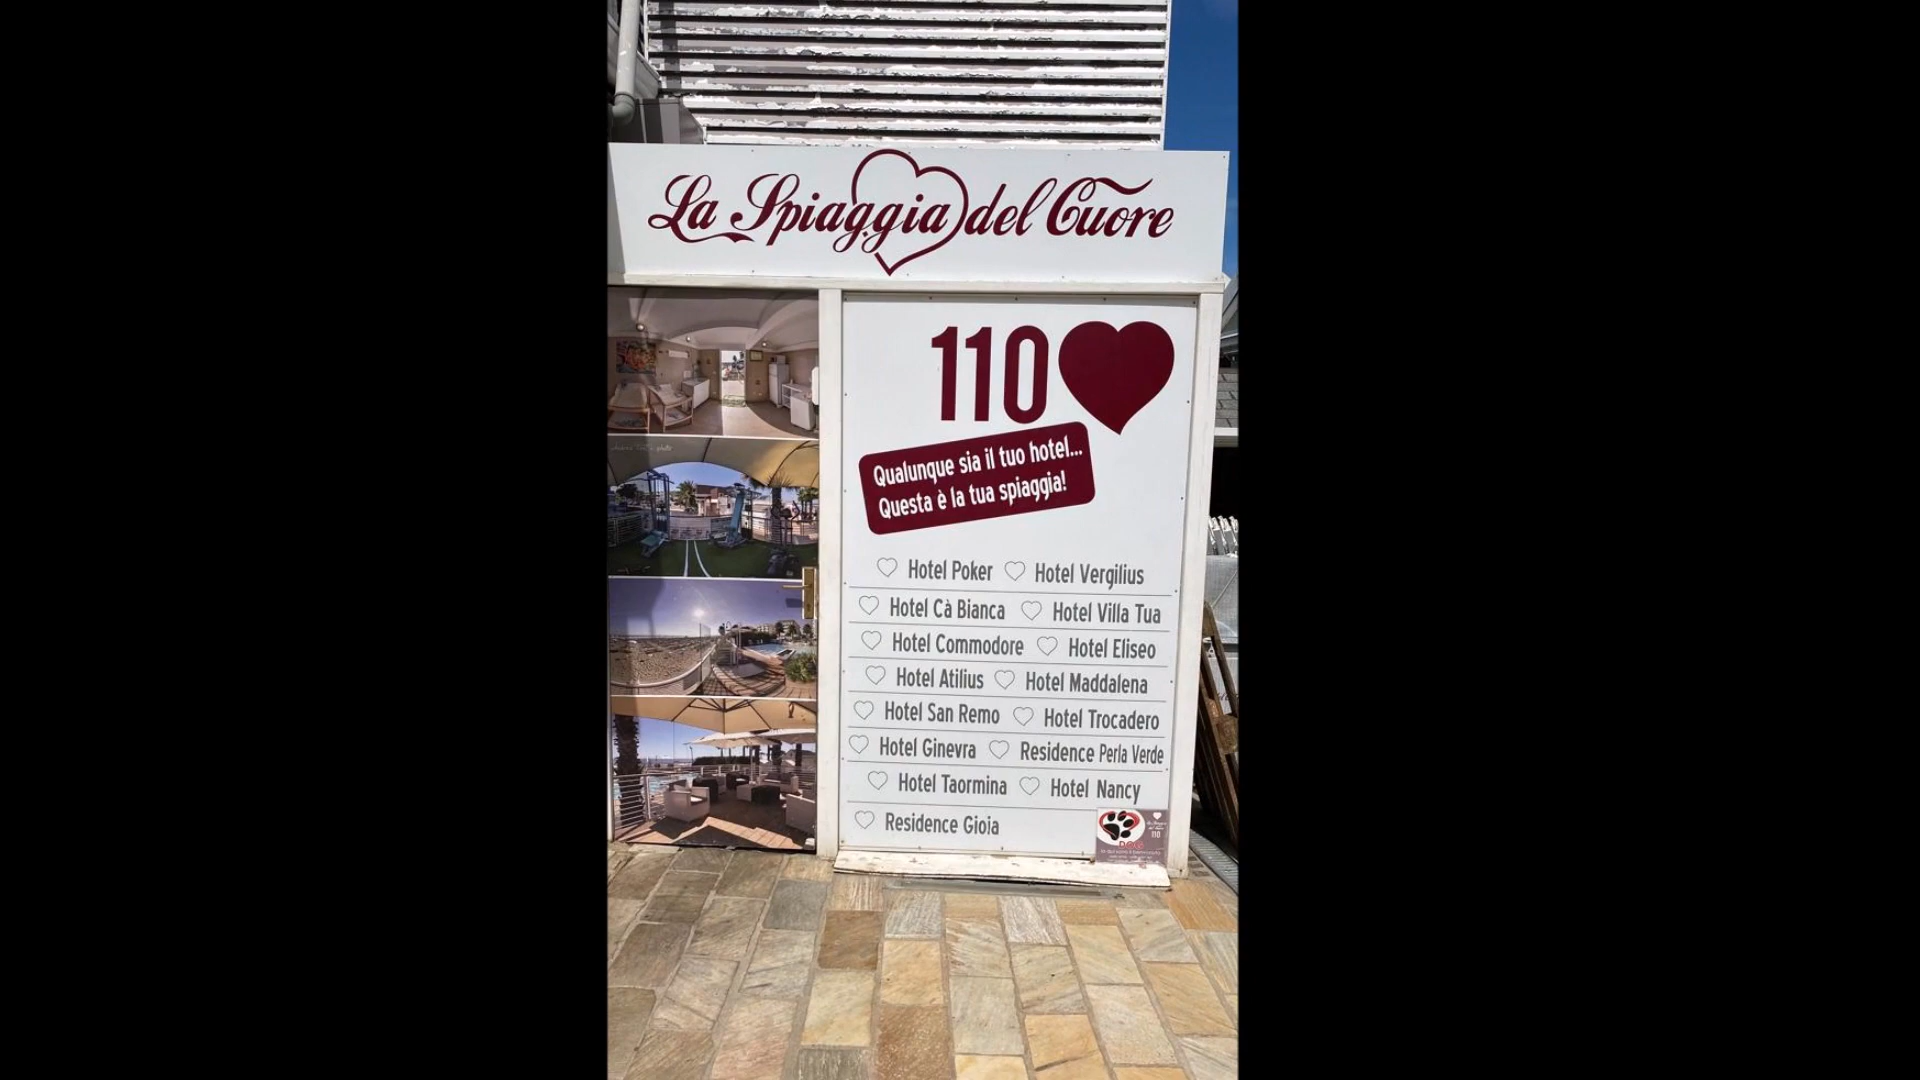 La Spiaggia del Cuore
110
Qualunque sia il tuo hotel...
Questa è la tua spiaggia!
Hotel Poker Hotel Vergilius
Hotel Cà Bianca Hotel Villa Tua
Hotel Commodore Hotel Eliseo
Hotel Atilius Hotel Maddalena
Hotel San Remo Hotel Trocadero
Hotel Ginevra Residence Perla Verde
Hotel Taormina Hotel Nancy
Residence Gioia
110
DOG